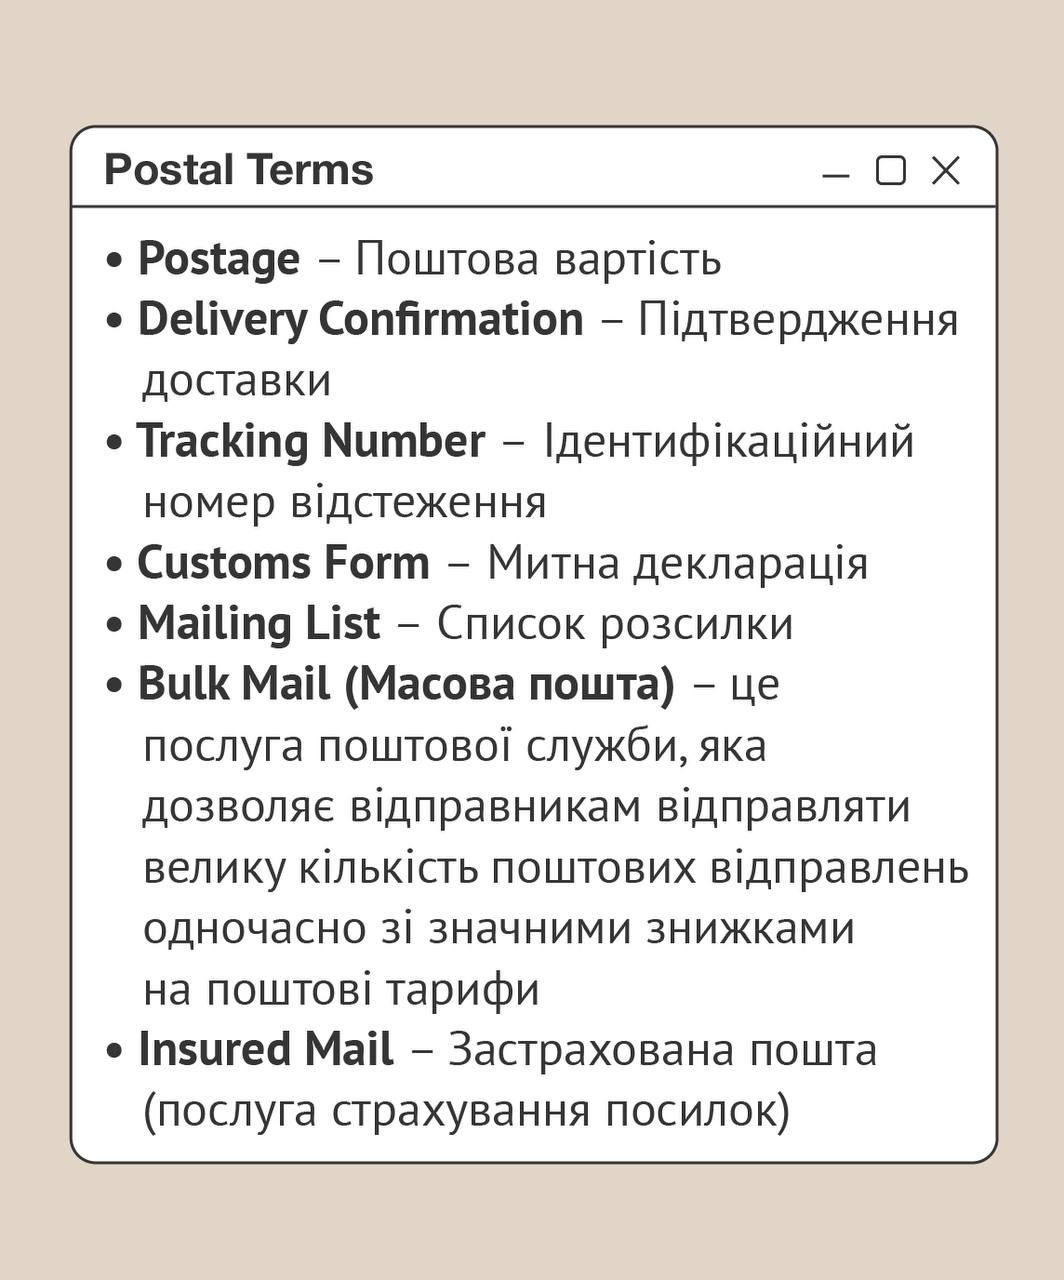 Postal Terms
• Postage – Поштова вартість
• Delivery Confirmation – Підтвердження
доставки
• Tracking Number – Ідентифікаційний
номер відстеження
• Customs Form – Митна декларація
• Mailing List – Список розсилки
• Bulk Mail (Масова пошта) – це
послуга поштової служби, яка
дозволяє відправникам відправляти
велику кількість поштових відправлень
одночасно зі значними знижками
на поштові тарифи
• Insured Mail – Застрахована пошта
(послуга страхування посилок)